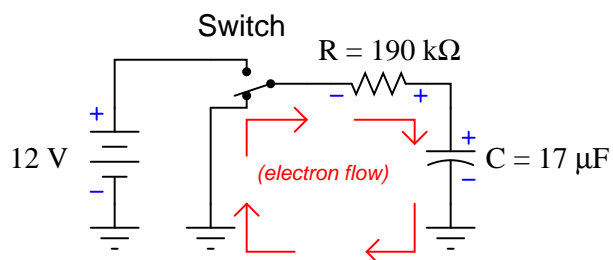 Switch
R = 190 kΩ
− +
+
12 V
−
(electron flow)
+
C = 17 μF
−